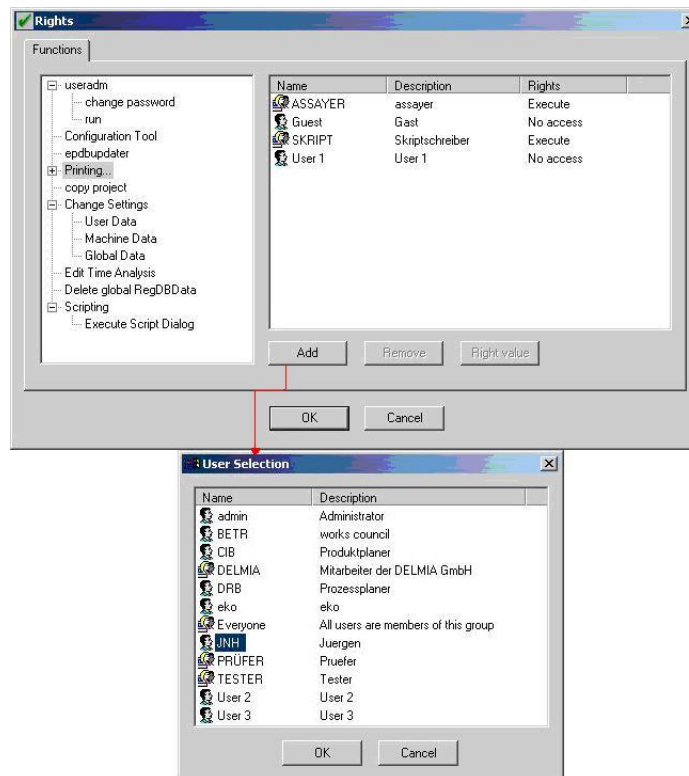 Rights
Functions
useradm
change password
run
Configuration Tool
epdbupdater
Printing...
copy project
Change Settings
User Data
Machine Data
Global Data
Edit Time Analysis
Delete global RegDBData
Scripting
Execute Script Dialog
Name Description Rights
ASSAYER assayer Execute
Guest Gast No access
SKRIPT Skriptschreiber Execute
User 1 User 1 No access
Add Remove Right value
OK Cancel
User Selection
Name Description
admin Administrator
BETR works council
CIB Produktplaner
DELMIA Mitarbeiter der DELMIA GmbH
DRB Prozessplaner
eko eko
Everyone All users are members of this group
JNH Juergen
PRÜFER Pruefer
TESTER Tester
User 2 User 2
User 3 User 3
OK Cancel